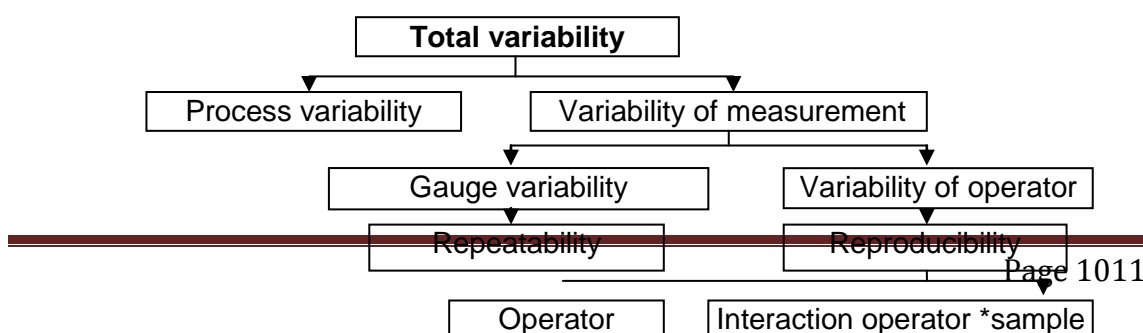 Total variability
Process variability Variability of measurement
Gauge variability Variability of operator
Repeatability Reproducibility
Page 1011
Operator Interaction operator *sample